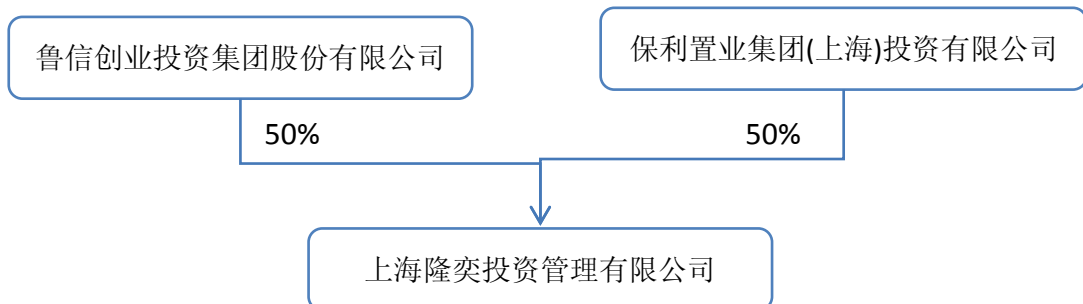 鲁信创业投资集团股份有限公司
保利置业集团(上海)投资有限公司
50%
50%
上海隆奕投资管理有限公司